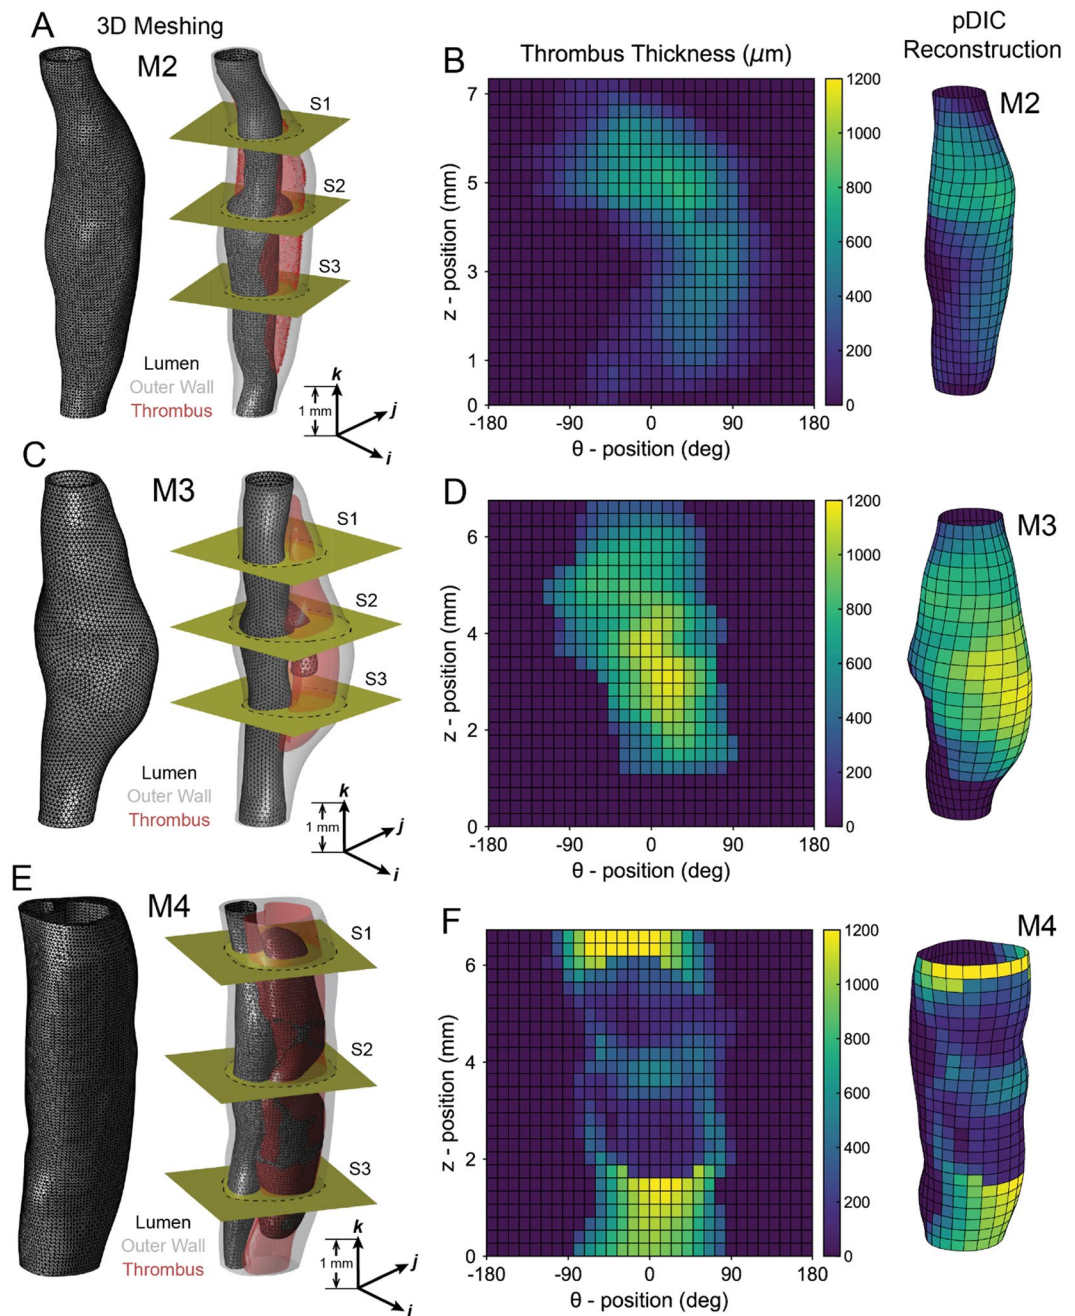 A
3D Meshing
M2
S1
S2
S3
Lumen
Outer Wall
Thrombus
k
1 mm
j
i
B
Thrombus Thickness (μm)
7
5
3
1
0
z - position (mm)
-180
-90
0
90
180
θ - position (deg)
1200
1000
800
600
400
200
0
pDIC
Reconstruction
M2
C
M3
S1
S2
S3
Lumen
Outer Wall
Thrombus
k
1 mm
j
i
D
6
4
2
0
z - position (mm)
-180
-90
0
90
180
θ - position (deg)
1200
1000
800
600
400
200
0
M3
E
M4
S1
S2
S3
Lumen
Outer Wall
Thrombus
k
1 mm
j
i
F
6
4
2
0
z - position (mm)
-180
-90
0
90
180
θ - position (deg)
1200
1000
800
600
400
200
0
M4